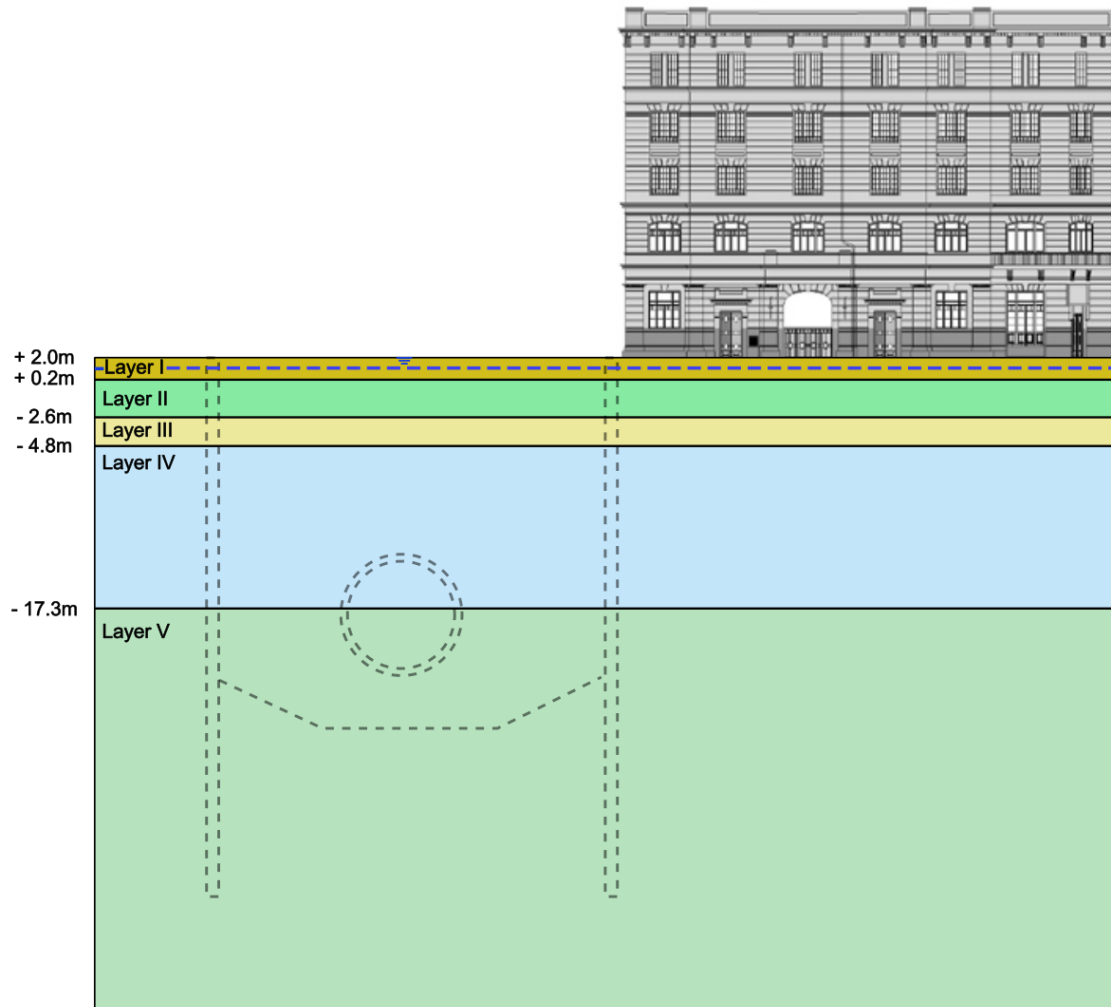 + 2.0m
Layer I
+ 0.2m
Layer II
- 2.6m
Layer III
- 4.8m
Layer IV
- 17.3m
Layer V